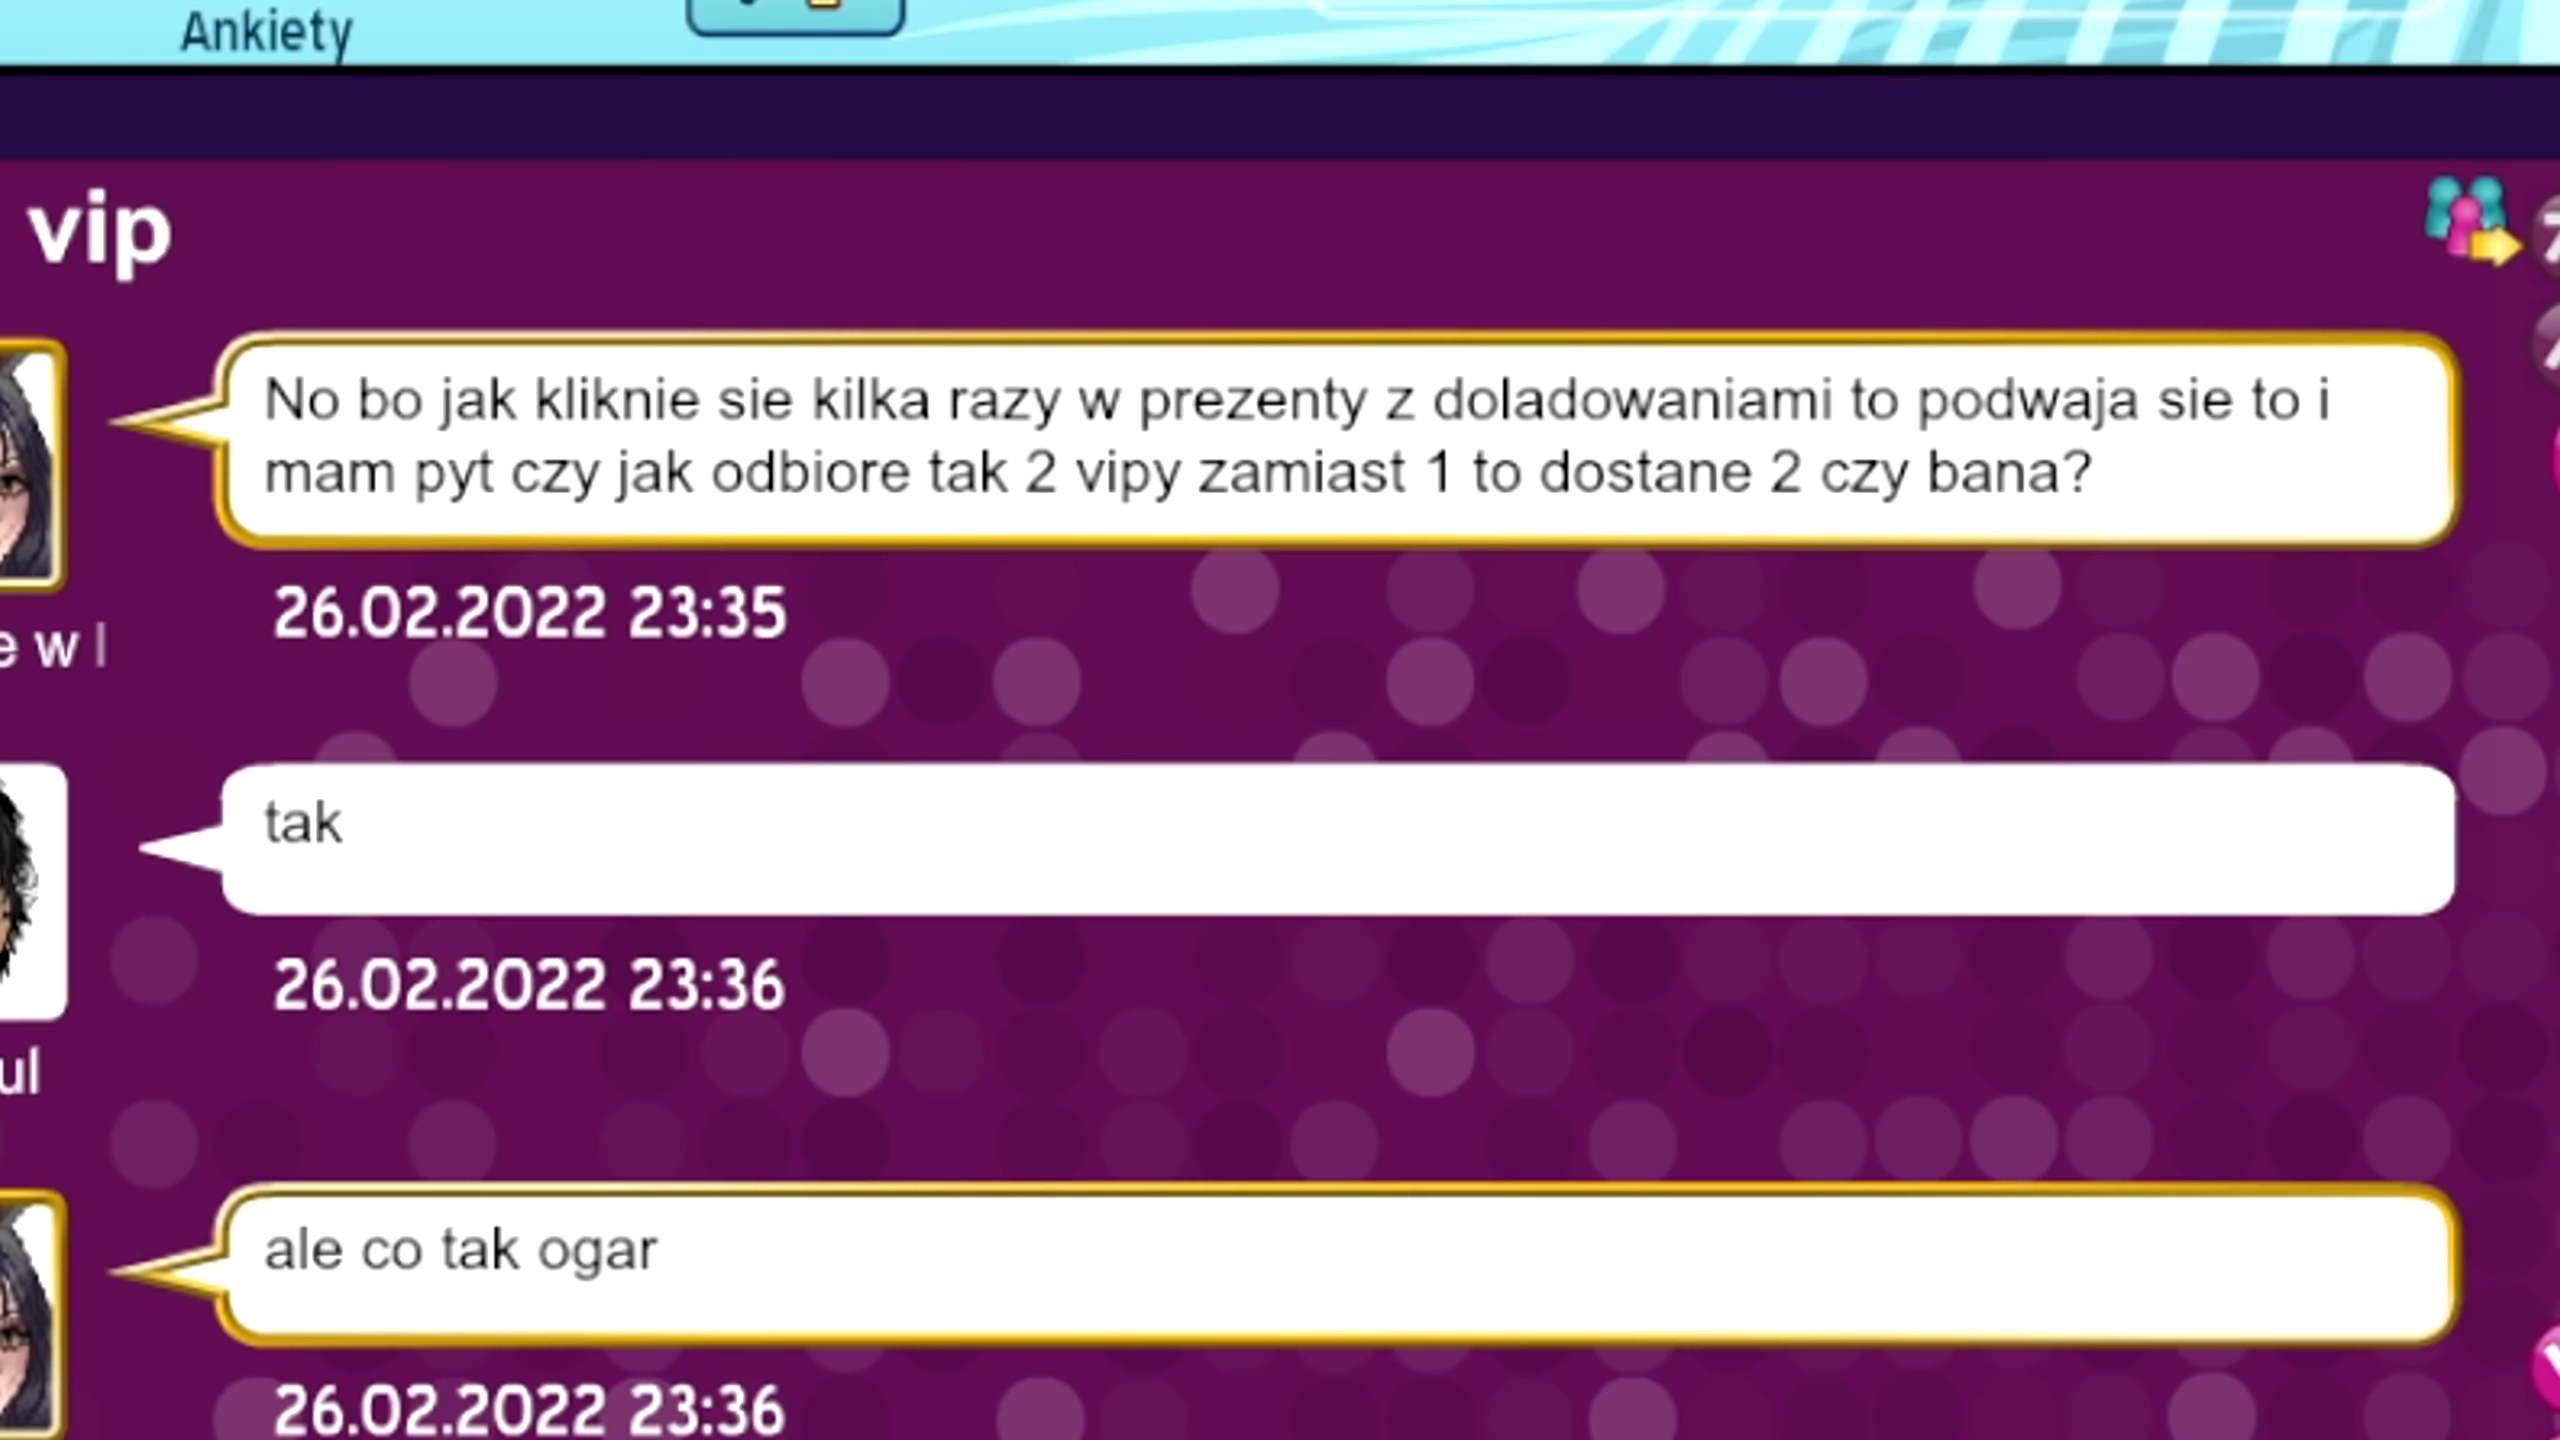 Ankiety
vip
No bo jak kliknie sie kilka razy w prezenty z doladowaniami to podwaja sie to i
mam pyt czy jak odbiore tak 2 vipy zamiast 1 to dostane 2 czy bana?
26.02.2022 23:35
e w
tak
26.02.2022 23:36
ul
ale co tak ogar
26.02.2022 23:36